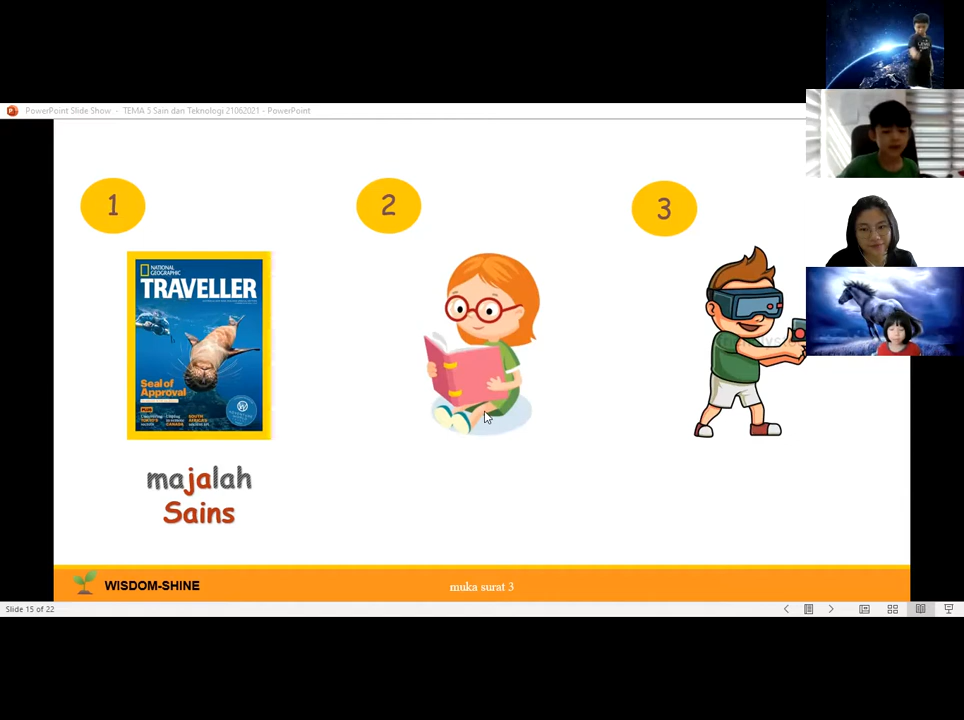 PowerPoint Slide Show - TEMA 5 Sain dan Teknologi 21062021 - PowerPoint
1
2
3
NATIONAL
GEOGRAPHIC
TRAVELLER
Seal of
Approval
PLUS
majalah
Sains
WISDOM-SHINE
muka surat 3
Slide 15 of 22